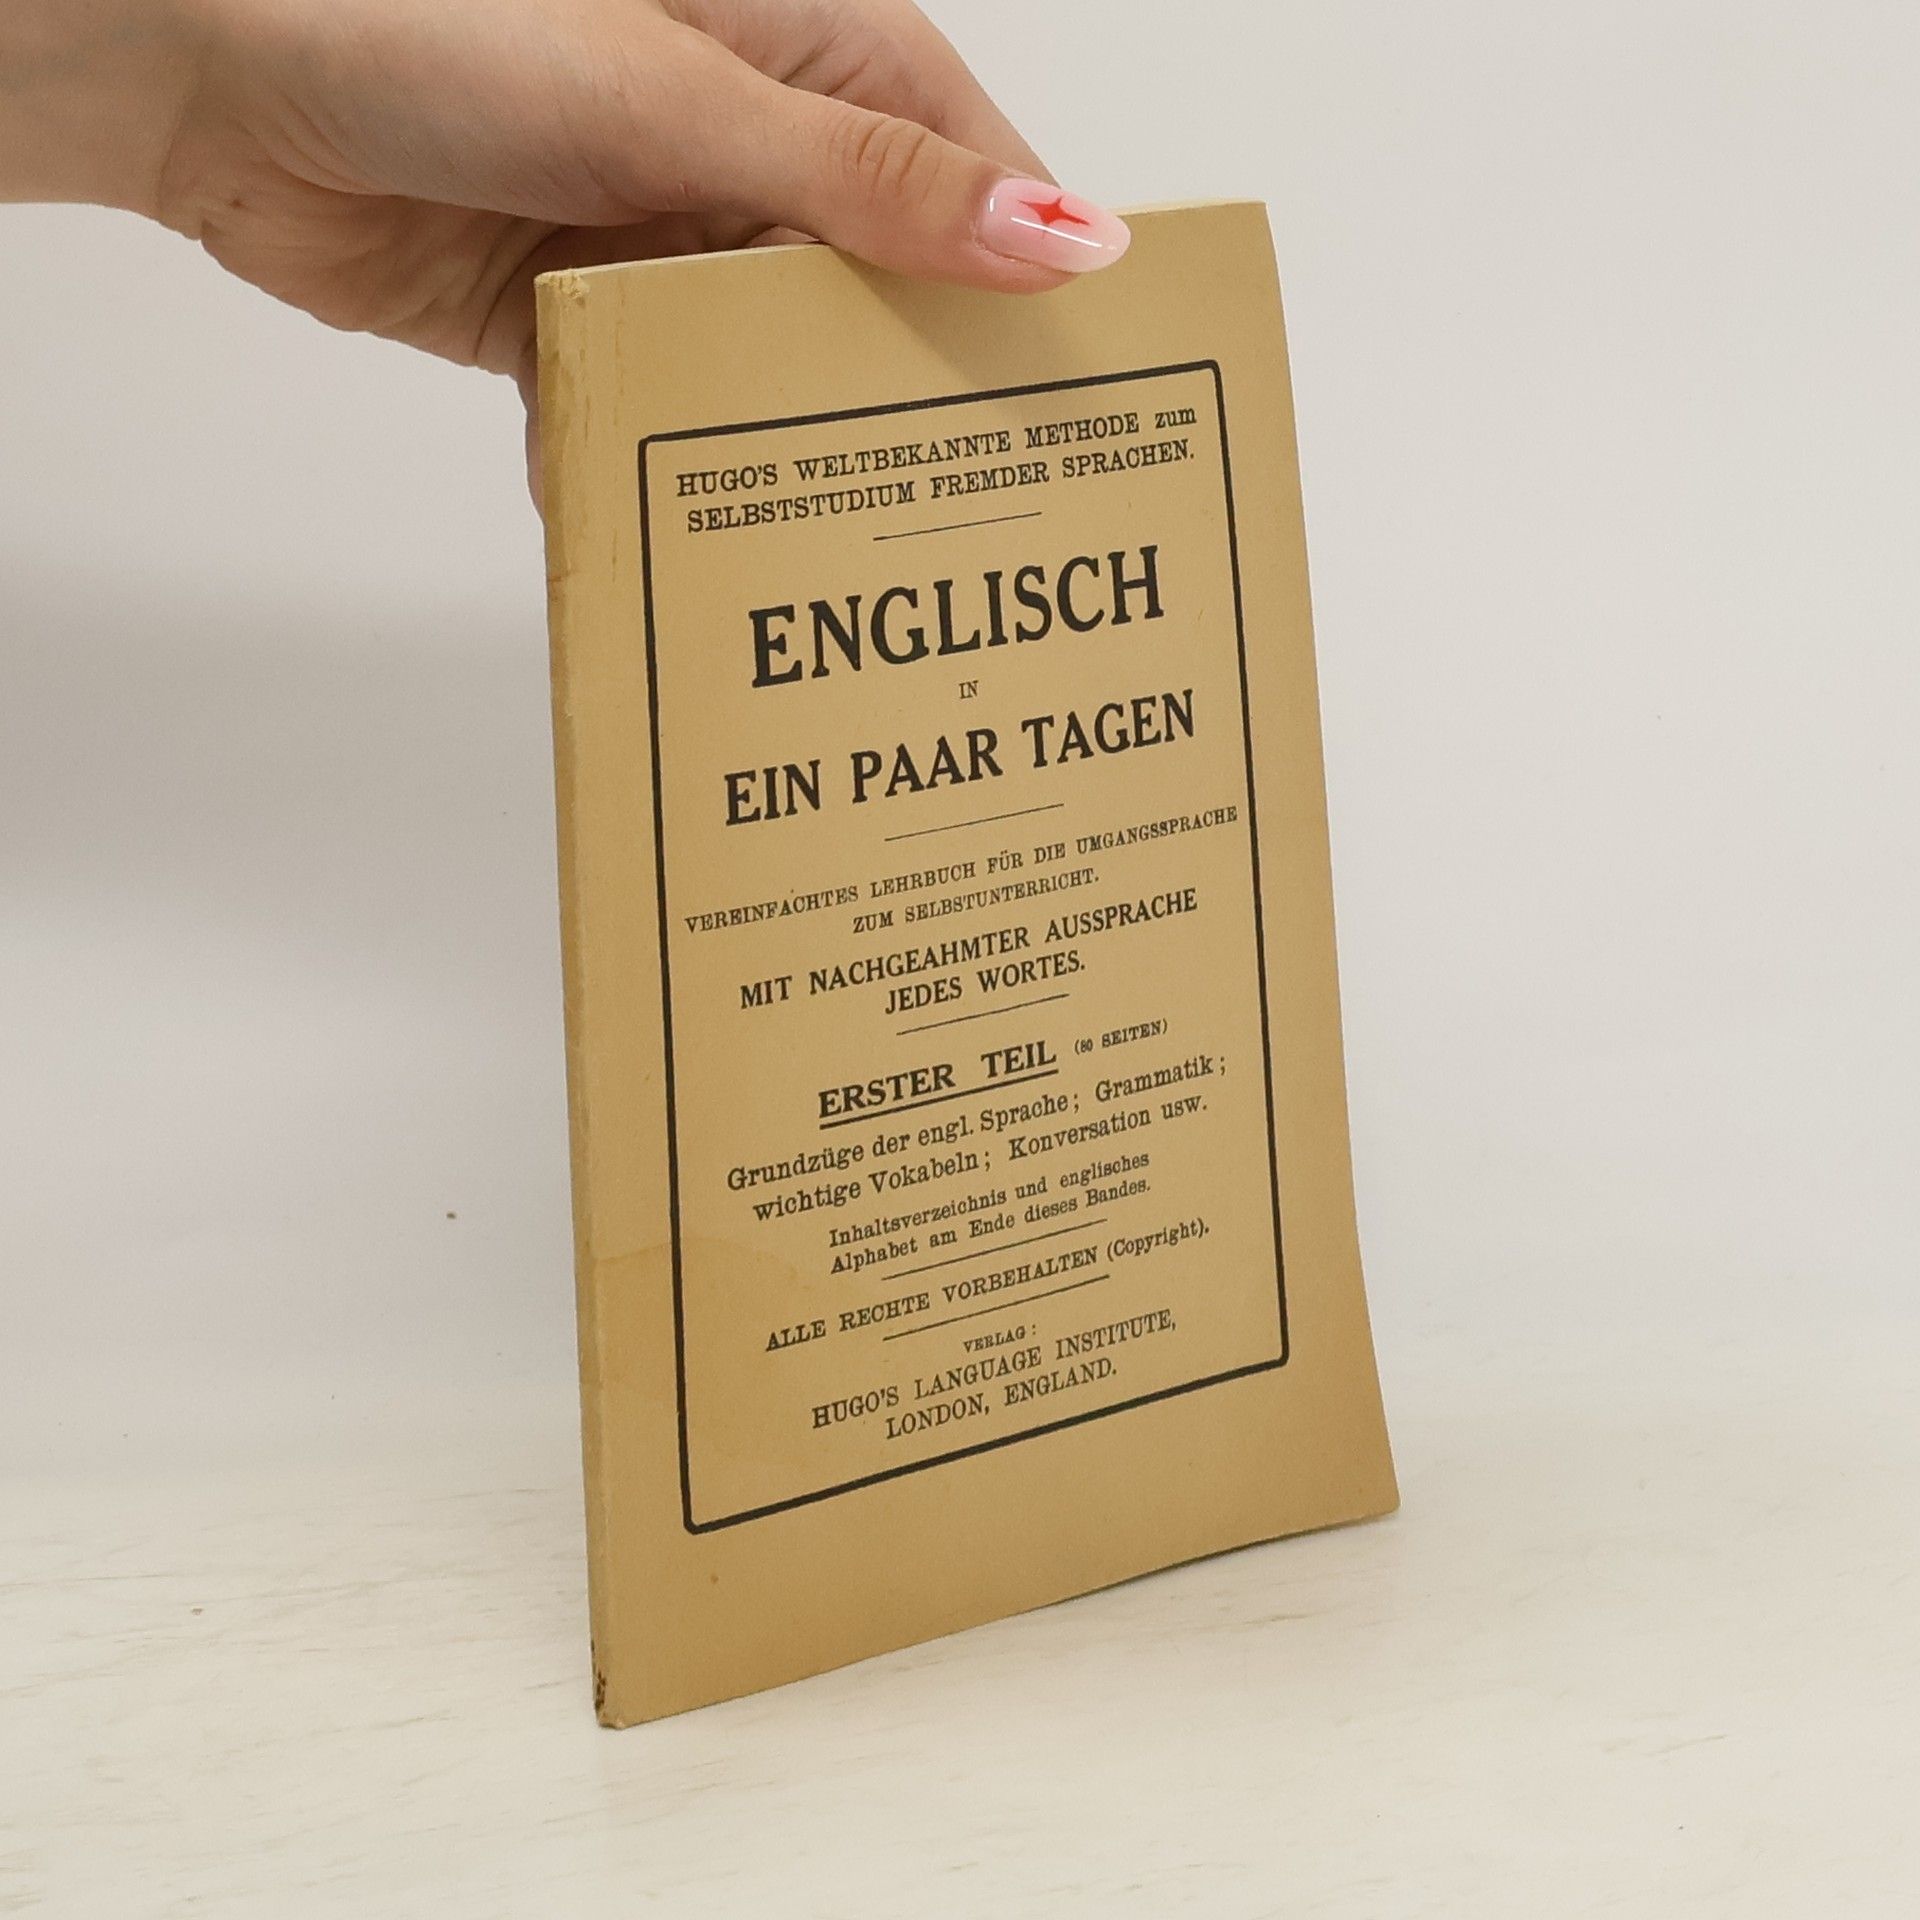 HUGO'S WELTBEKANNTE METHODE zum
SELBSTSTUDIUM FREMDER SPRACHEN.
ENGLISCH
IN
EIN PAAR TAGEN
VEREINFACHTES LEHRBUCH FÜR DIE UMGANGSSPRACHE
ZUM SELBSTUNTERRICHT.
MIT NACHGEAHMTER AUSSPRACHE
JEDES WORTES.
ERSTER TEIL (80 SEITEN)
Grundzüge der engl. Sprache; Grammatik;
wichtige Vokabeln; Konversation usw.
Inhaltsverzeichnis und englisches
Alphabet am Ende dieses Bandes.
ALLE RECHTE VORBEHALTEN (Copyright).
VERLAG:
HUGO'S LANGUAGE INSTITUTE,
LONDON, ENGLAND.